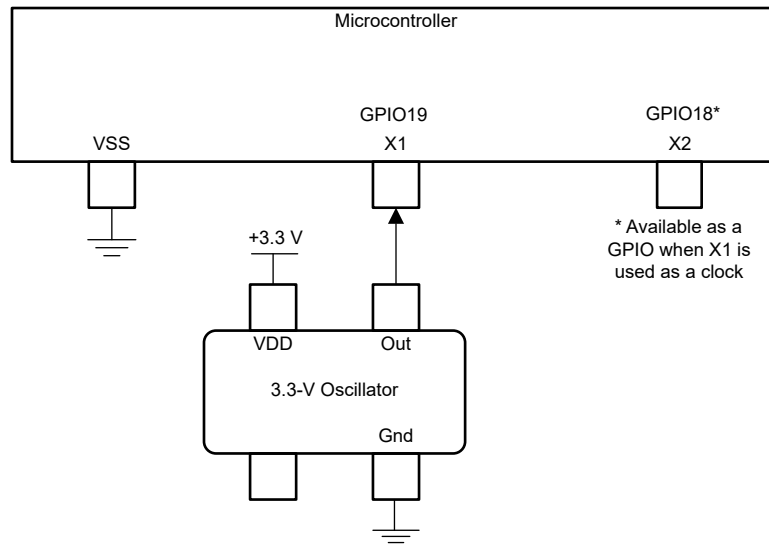 Microcontroller
GPIO19
GPIO18*
VSS
X1
X2
* Available as a
GPIO when X1 is
used as a clock
+3.3 V
VDD
Out
3.3-V Oscillator
Gnd